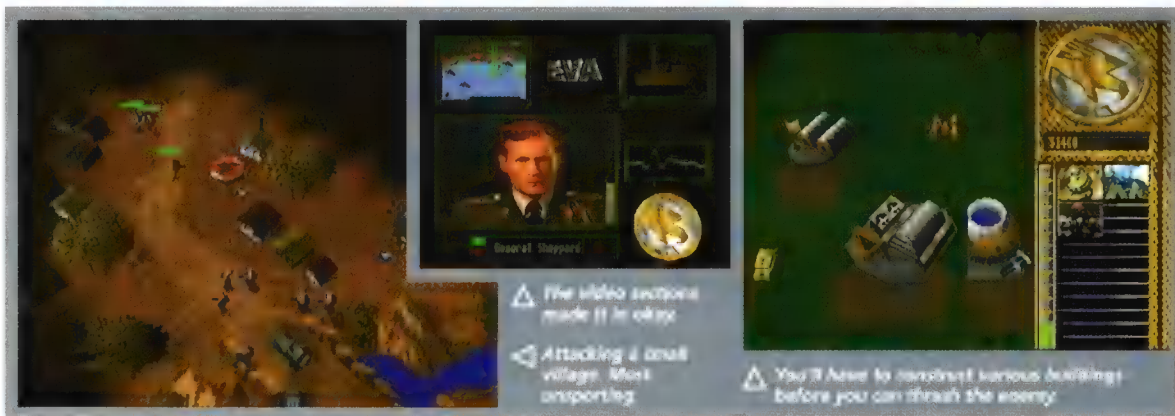 EVA
General Sheppard
The video sections
made it in okay.
Attacking a small
village. Most
unsporting.
You'll have to construct various buildings
before you can thrash the enemy.